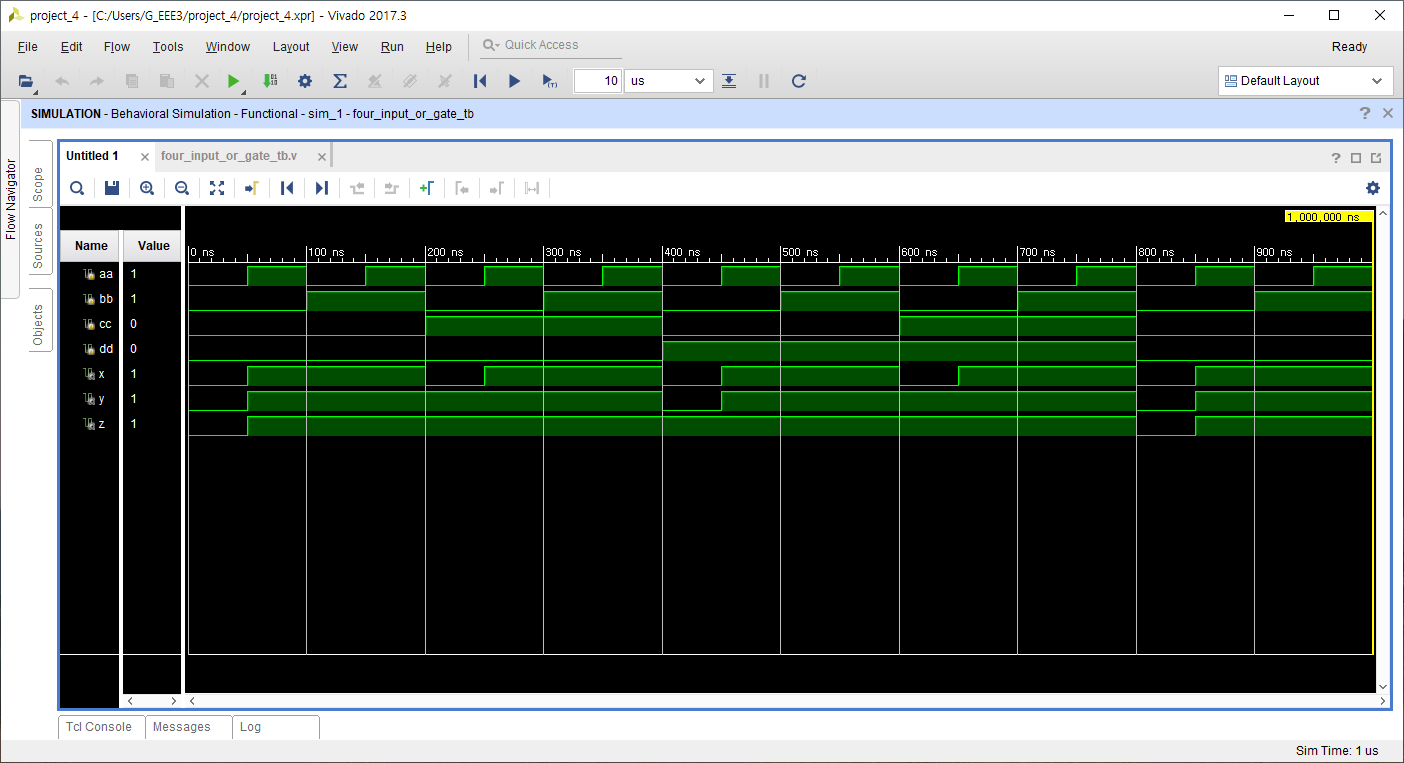 project_4 - [C:/Users/G_EEE3/project_4/project_4.xpr] - Vivado 2017.3
File Edit Flow Tools Window Layout View Run Help Quick Access Ready
10 us Default Layout
SIMULATION - Behavioral Simulation - Functional - sim_1 - four_input_or_gate_tb
Flow Navigator
Scope
Sources
Objects
Untitled 1 four_input_or_gate_tb.v
1,000,000 ns
Name Value 0 ns 100 ns 200 ns 300 ns 400 ns 500 ns 600 ns 700 ns 800 ns 900 ns
aa 1
bb 1
cc 0
dd 0
x 1
y 1
z 1
Tcl Console Messages Log
Sim Time: 1 us